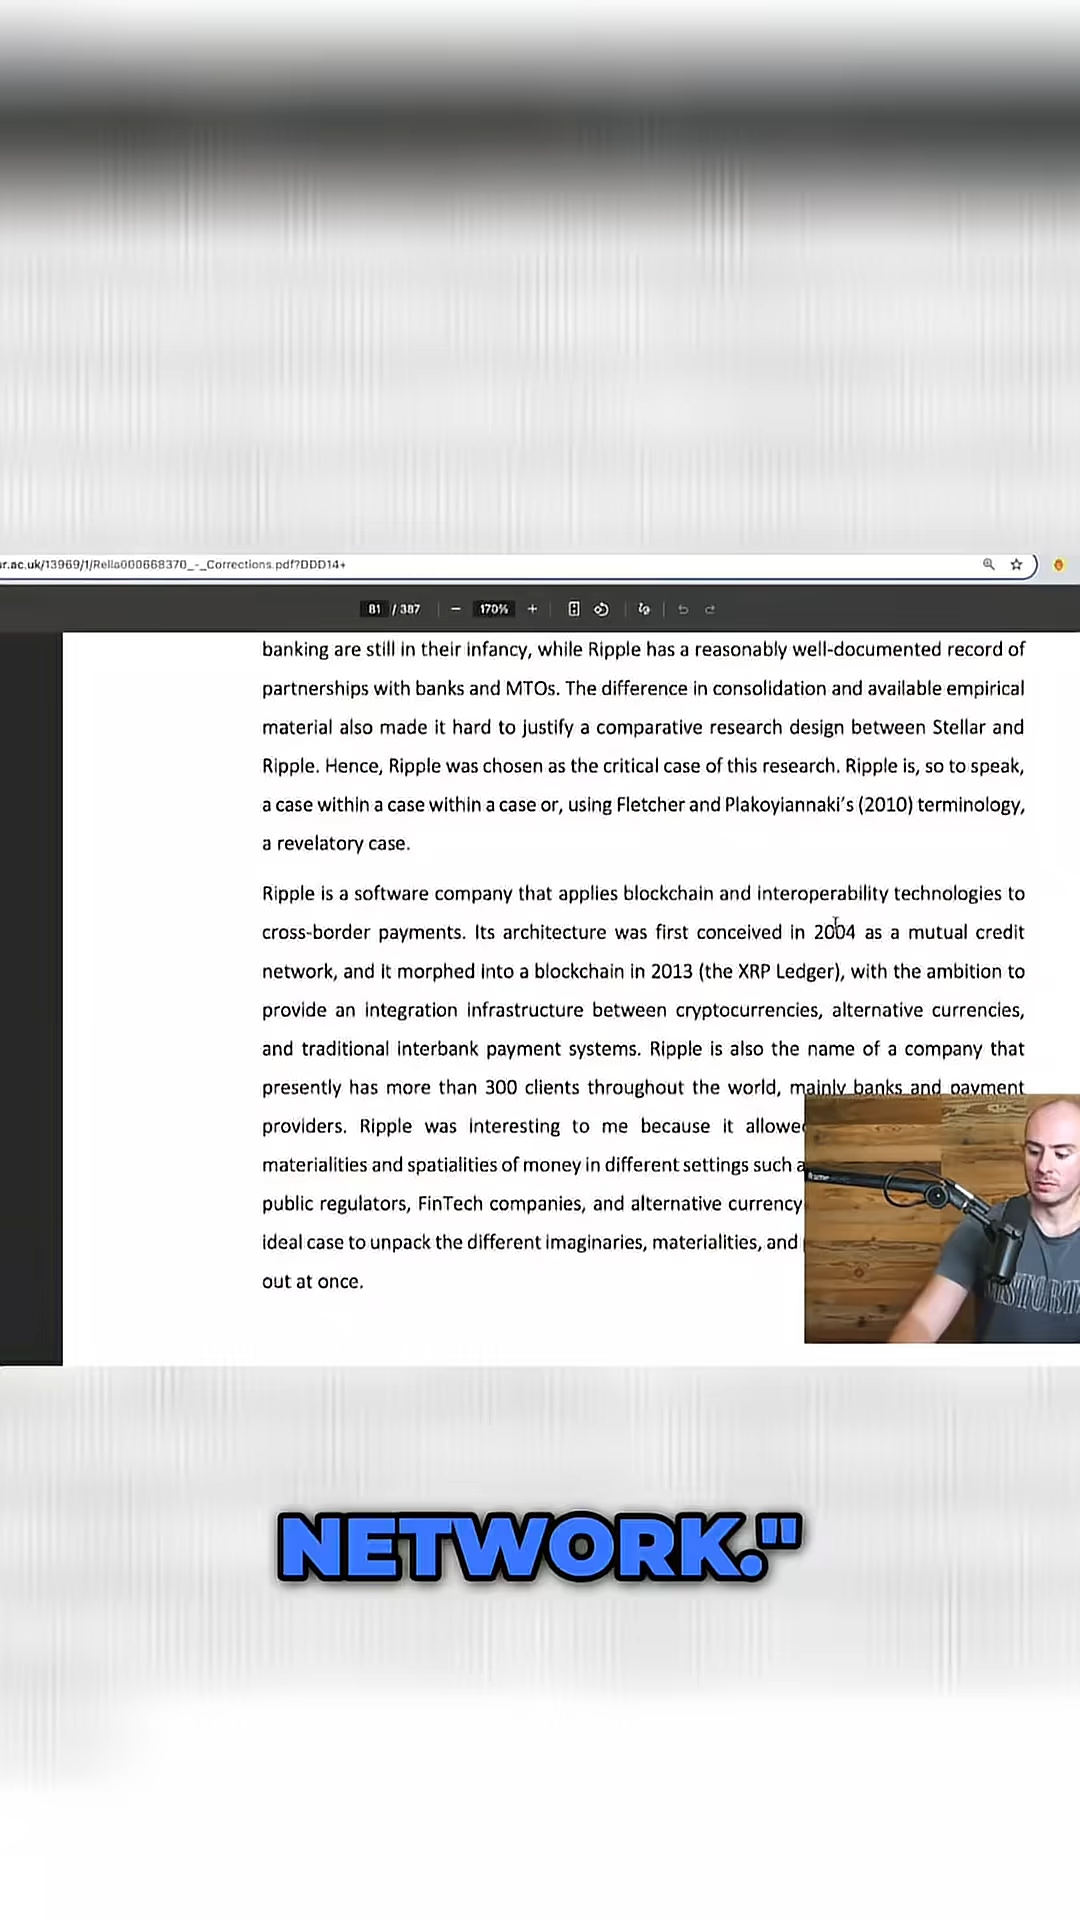 r.ac.uk/13969/1/Rella000668370_-_Corrections.pdf?DDD14+
81 / 387 − 170% +
banking are still in their infancy, while Ripple has a reasonably well-documented record of
partnerships with banks and MTOs. The difference in consolidation and available empirical
material also made it hard to justify a comparative research design between Stellar and
Ripple. Hence, Ripple was chosen as the critical case of this research. Ripple is, so to speak,
a case within a case within a case or, using Fletcher and Plakoyiannaki's (2010) terminology,
a revelatory case.
Ripple is a software company that applies blockchain and interoperability technologies to
cross-border payments. Its architecture was first conceived in 2004 as a mutual credit
network, and it morphed into a blockchain in 2013 (the XRP Ledger), with the ambition to
provide an integration infrastructure between cryptocurrencies, alternative currencies,
and traditional interbank payment systems. Ripple is also the name of a company that
presently has more than 300 clients throughout the world, mainly banks and payment
providers. Ripple was interesting to me because it allowe
materialities and spatialities of money in different settings such a
public regulators, FinTech companies, and alternative currency
ideal case to unpack the different imaginaries, materialities, and
out at once.
NETWORK."